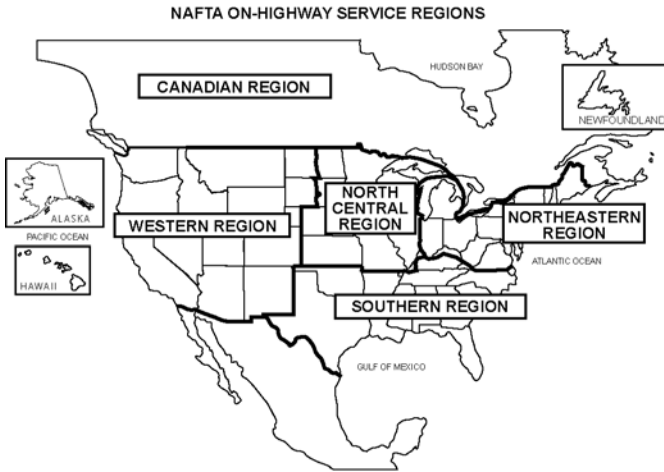 NAFTA ON-HIGHWAY SERVICE REGIONS
HUDSON BAY
CANADIAN REGION
NEWFOUNDLAND
ALASKA
PACIFIC OCEAN
HAWAII
WESTERN REGION
NORTH
CENTRAL
REGION
NORTHEASTERN
REGION
ATLANTIC OCEAN
SOUTHERN REGION
GULF OF MEXICO